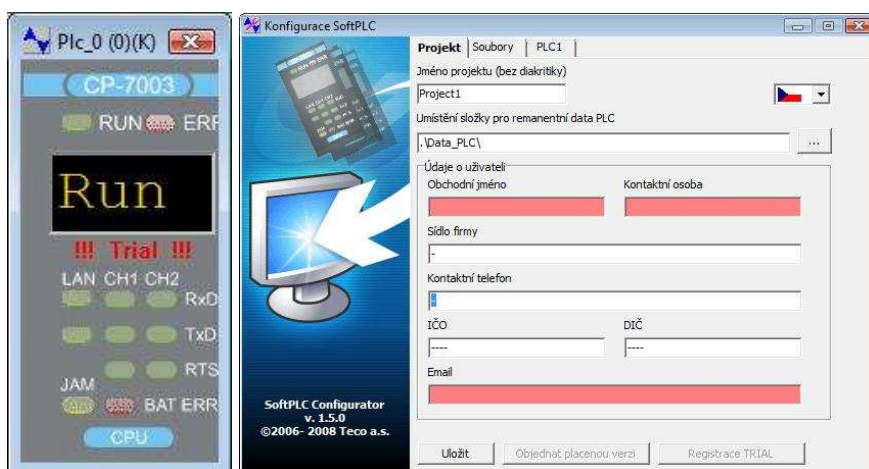 Plc_0 (0)(K)
CP-7003
RUN ERR
Run
!!! Trial !!!
LAN CH1 CH2
RxD
TxD
RTS
JAM
BAT ERR
CPU
Konfigurace SoftPLC
Projekt Soubory PLC1
Jméno projektu (bez diakritiky)
Project1
Umístění složky pro remanentní data PLC
.\Data_PLC\
...
Údaje o uživateli
Obchodní jméno Kontaktní osoba
Sídlo firmy
-
Kontaktní telefon
-
IČO DIČ
---- ----
Email
SoftPLC Configurator
v. 1.5.0
©2006- 2008 Teco a.s.
Uložit Objednat placenou verzi Registrace TRIAL